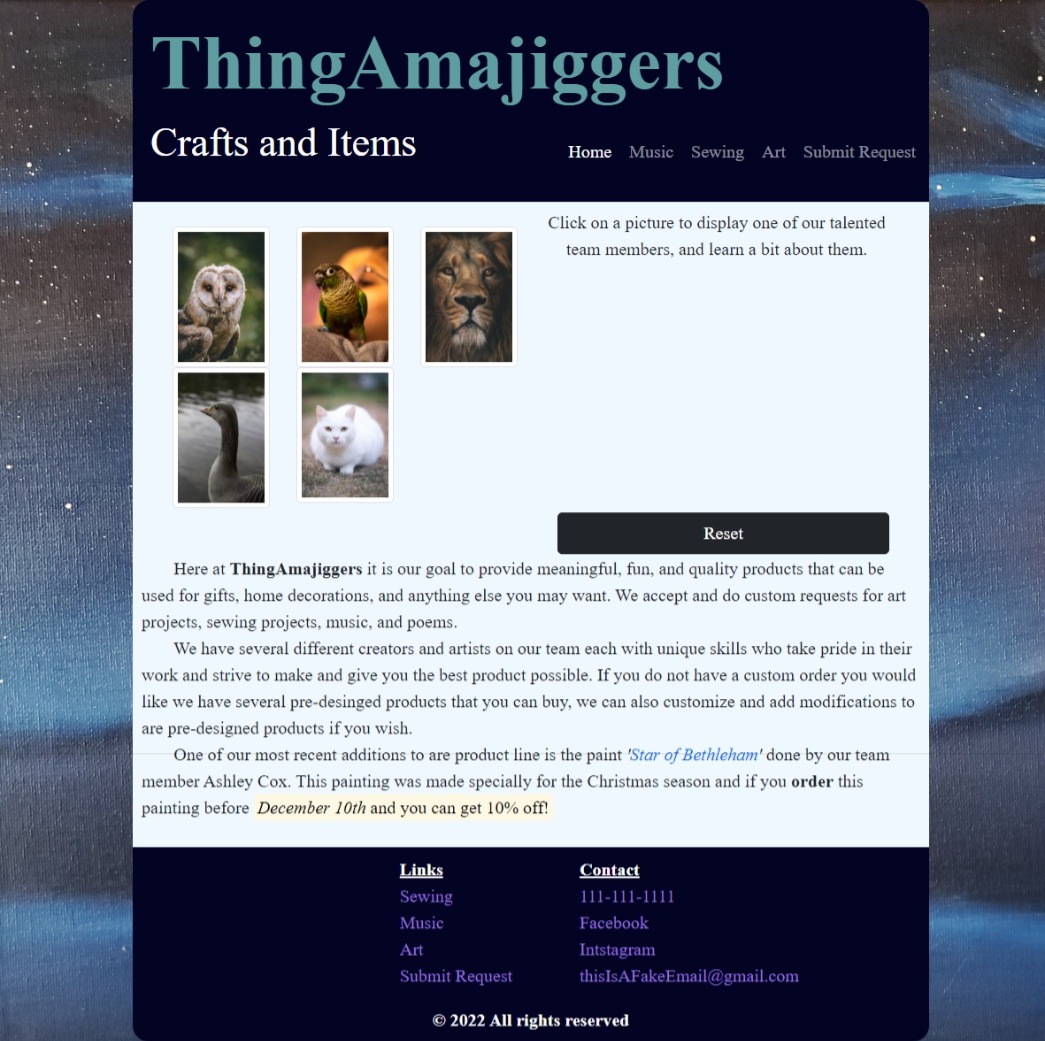 ThingAmajiggers
Crafts and Items
Home Music Sewing Art Submit Request
Click on a picture to display one of our talented
team members, and learn a bit about them.
Reset
Here at ThingAmajiggers it is our goal to provide meaningful, fun, and quality products that can be
used for gifts, home decorations, and anything else you may want. We accept and do custom requests for art
projects, sewing projects, music, and poems.
We have several different creators and artists on our team each with unique skills who take pride in their
work and strive to make and give you the best product possible. If you do not have a custom order you would
like we have several pre-desinged products that you can buy, we can also customize and add modifications to
are pre-designed products if you wish.
One of our most recent additions to are product line is the paint 'Star of Bethleham' done by our team
member Ashley Cox. This painting was made specially for the Christmas season and if you order this
painting before December 10th and you can get 10% off!
Links
Sewing
Music
Art
Submit Request
Contact
111-111-1111
Facebook
Intstagram
thisIsAFakeEmail@gmail.com
© 2022 All rights reserved